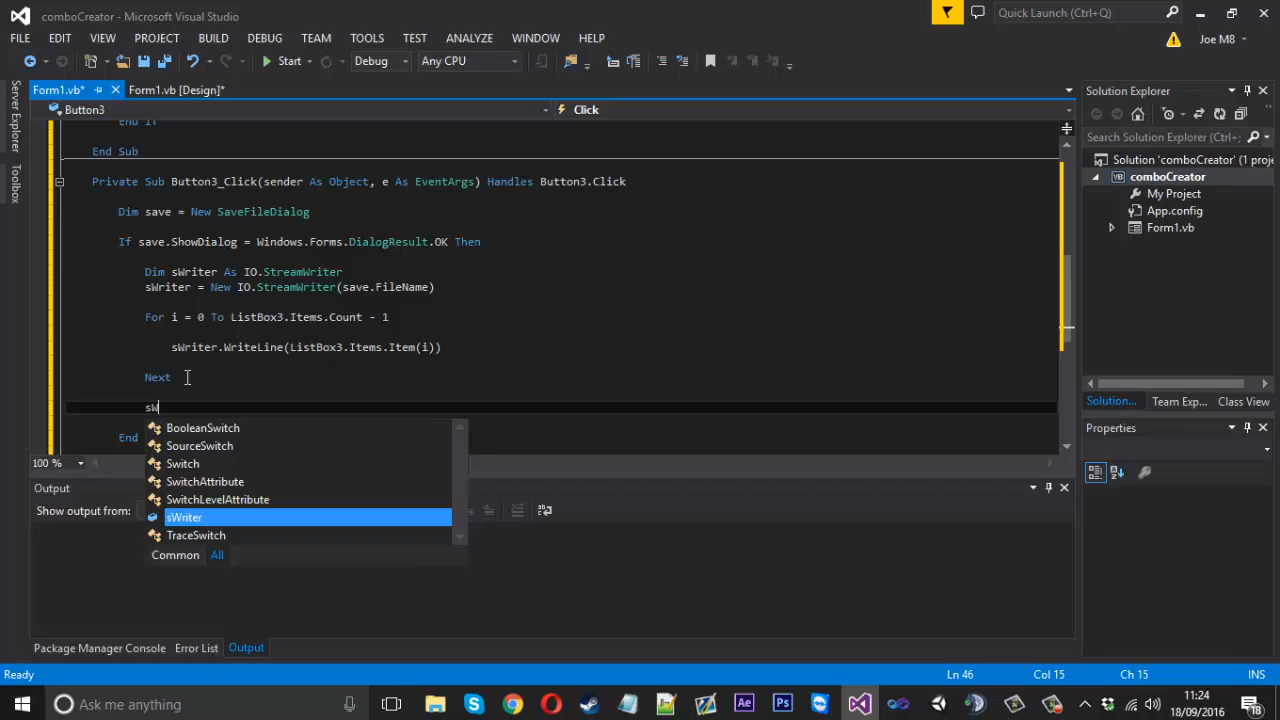 comboCreator - Microsoft Visual Studio
Quick Launch (Ctrl+Q)
FILE EDIT VIEW PROJECT BUILD DEBUG TEAM TOOLS TEST ANALYZE WINDOW HELP
Joe M8
Start Debug Any CPU
Server Explorer
Toolbox
Form1.vb* Form1.vb [Design]*
Button3 Click
End If
End Sub
Private Sub Button3_Click(sender As Object, e As EventArgs) Handles Button3.Click
Dim save = New SaveFileDialog
If save.ShowDialog = Windows.Forms.DialogResult.OK Then
Dim sWriter As IO.StreamWriter
sWriter = New IO.StreamWriter(save.FileName)
For i = 0 To ListBox3.Items.Count - 1
sWriter.WriteLine(ListBox3.Items.Item(i))
Next
sW
End
BooleanSwitch
SourceSwitch
Switch
SwitchAttribute
SwitchLevelAttribute
sWriter
TraceSwitch
Common All
100 %
Output
Show output from:
Package Manager Console Error List Output
Solution Explorer
Search Solution Explorer (Ctrl+;)
Solution 'comboCreator' (1 proje
comboCreator
My Project
App.config
Form1.vb
Solution... Team Exp... Class View
Properties
Ready Ln 46 Col 15 Ch 15 INS
Ask me anything
Ae Ps
11:24
18/09/2016
18